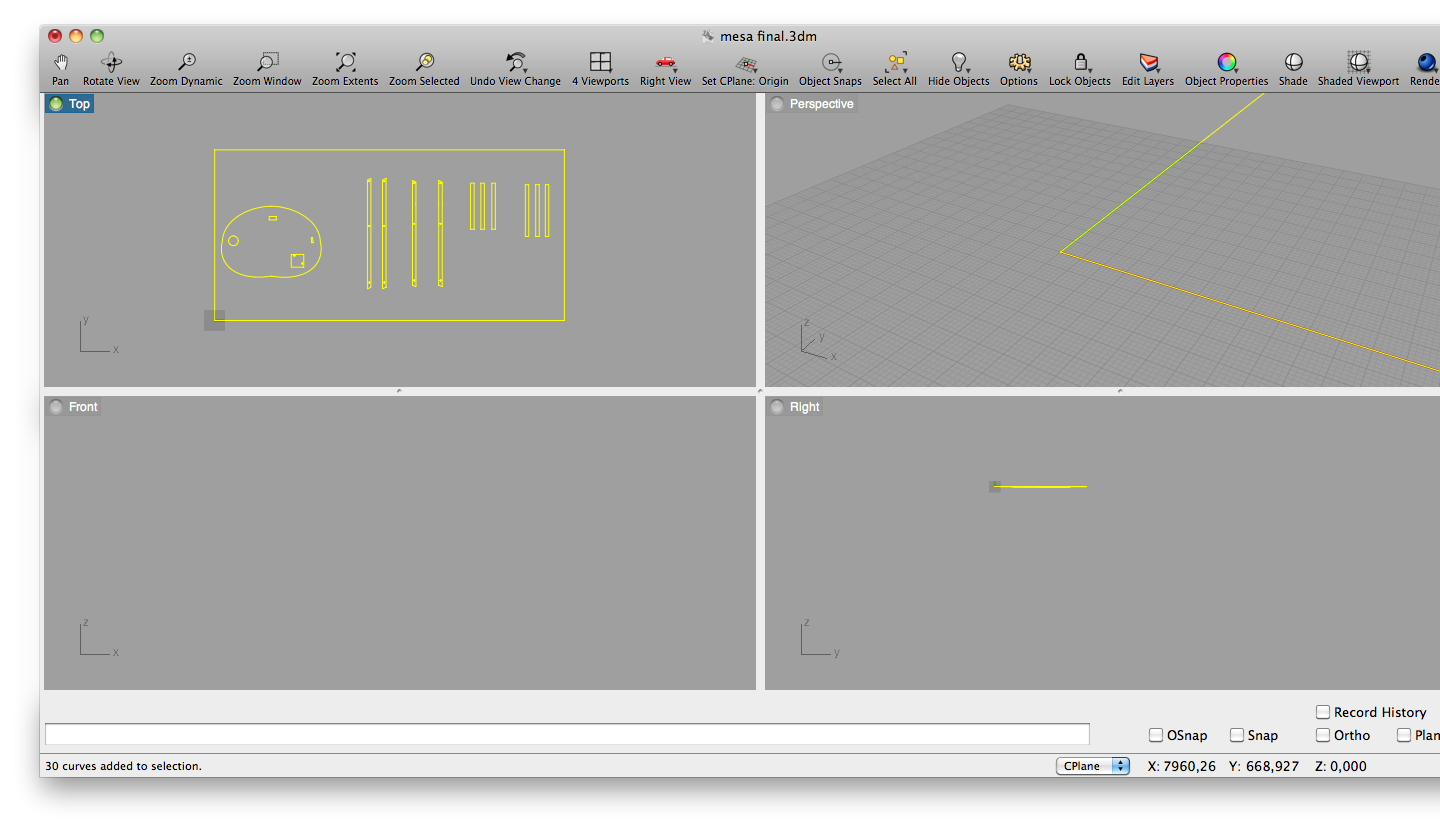 mesa final.3dm
Pan Rotate View Zoom Dynamic Zoom Window Zoom Extents Zoom Selected Undo View Change 4 Viewports Right View Set CPlane: Origin Object Snaps Select All Hide Objects Options Lock Objects Edit Layers Object Properties Shade Shaded Viewport Rende
Top
Perspective
y
x
z
y
x
Front
Right
z
x
z
y
Record History
OSnap Snap Ortho Plan
30 curves added to selection. CPlane X: 7960,26 Y: 668,927 Z: 0,000